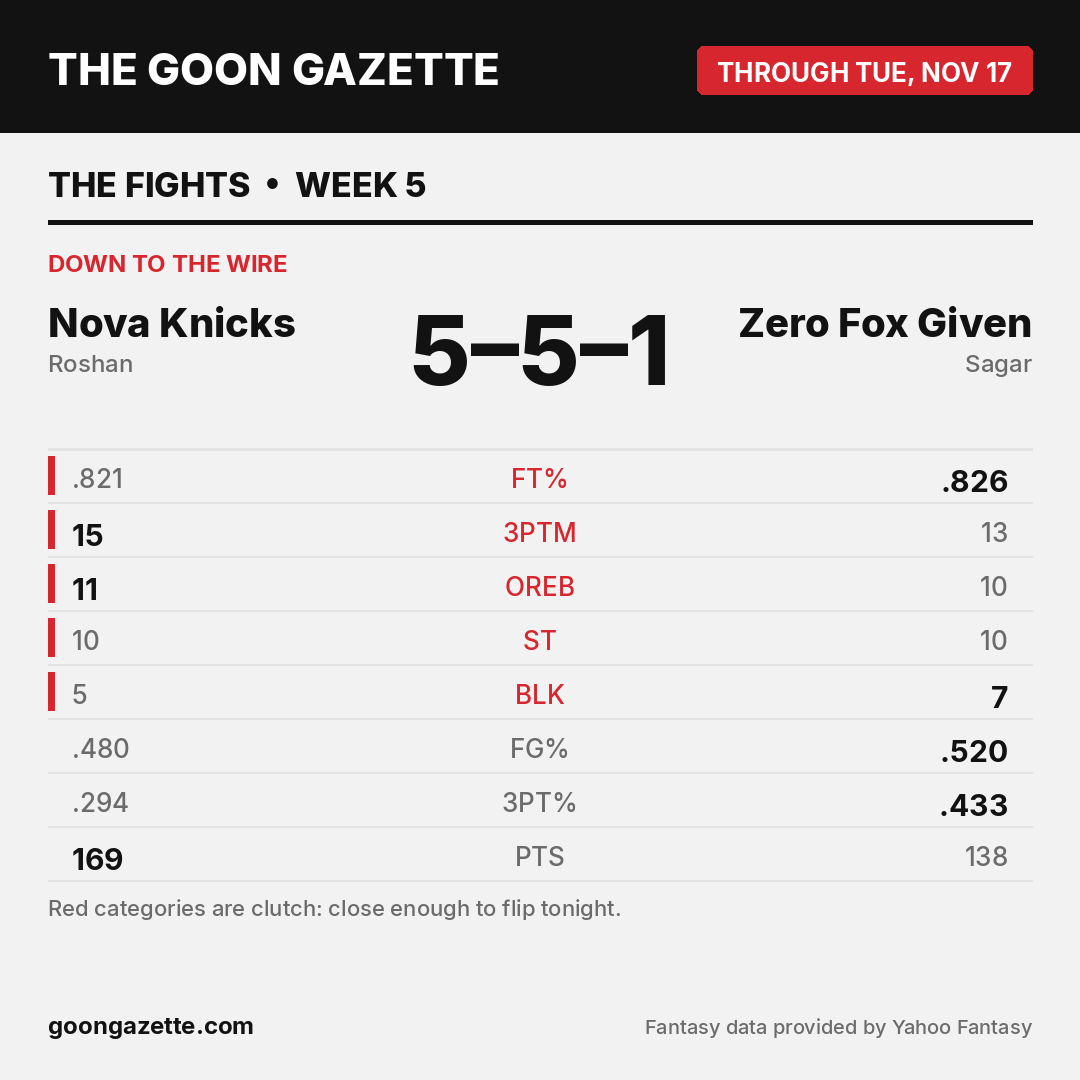 THE GOON GAZETTE
THROUGH TUE, NOV 17
THE FIGHTS • WEEK 5
DOWN TO THE WIRE
Nova Knicks 5–5–1 Zero Fox Given
Roshan Sagar
.821 FT% .826
15 3PTM 13
11 OREB 10
10 ST 10
5 BLK 7
.480 FG% .520
.294 3PT% .433
169 PTS 138
Red categories are clutch: close enough to flip tonight.
goongazette.com
Fantasy data provided by Yahoo Fantasy